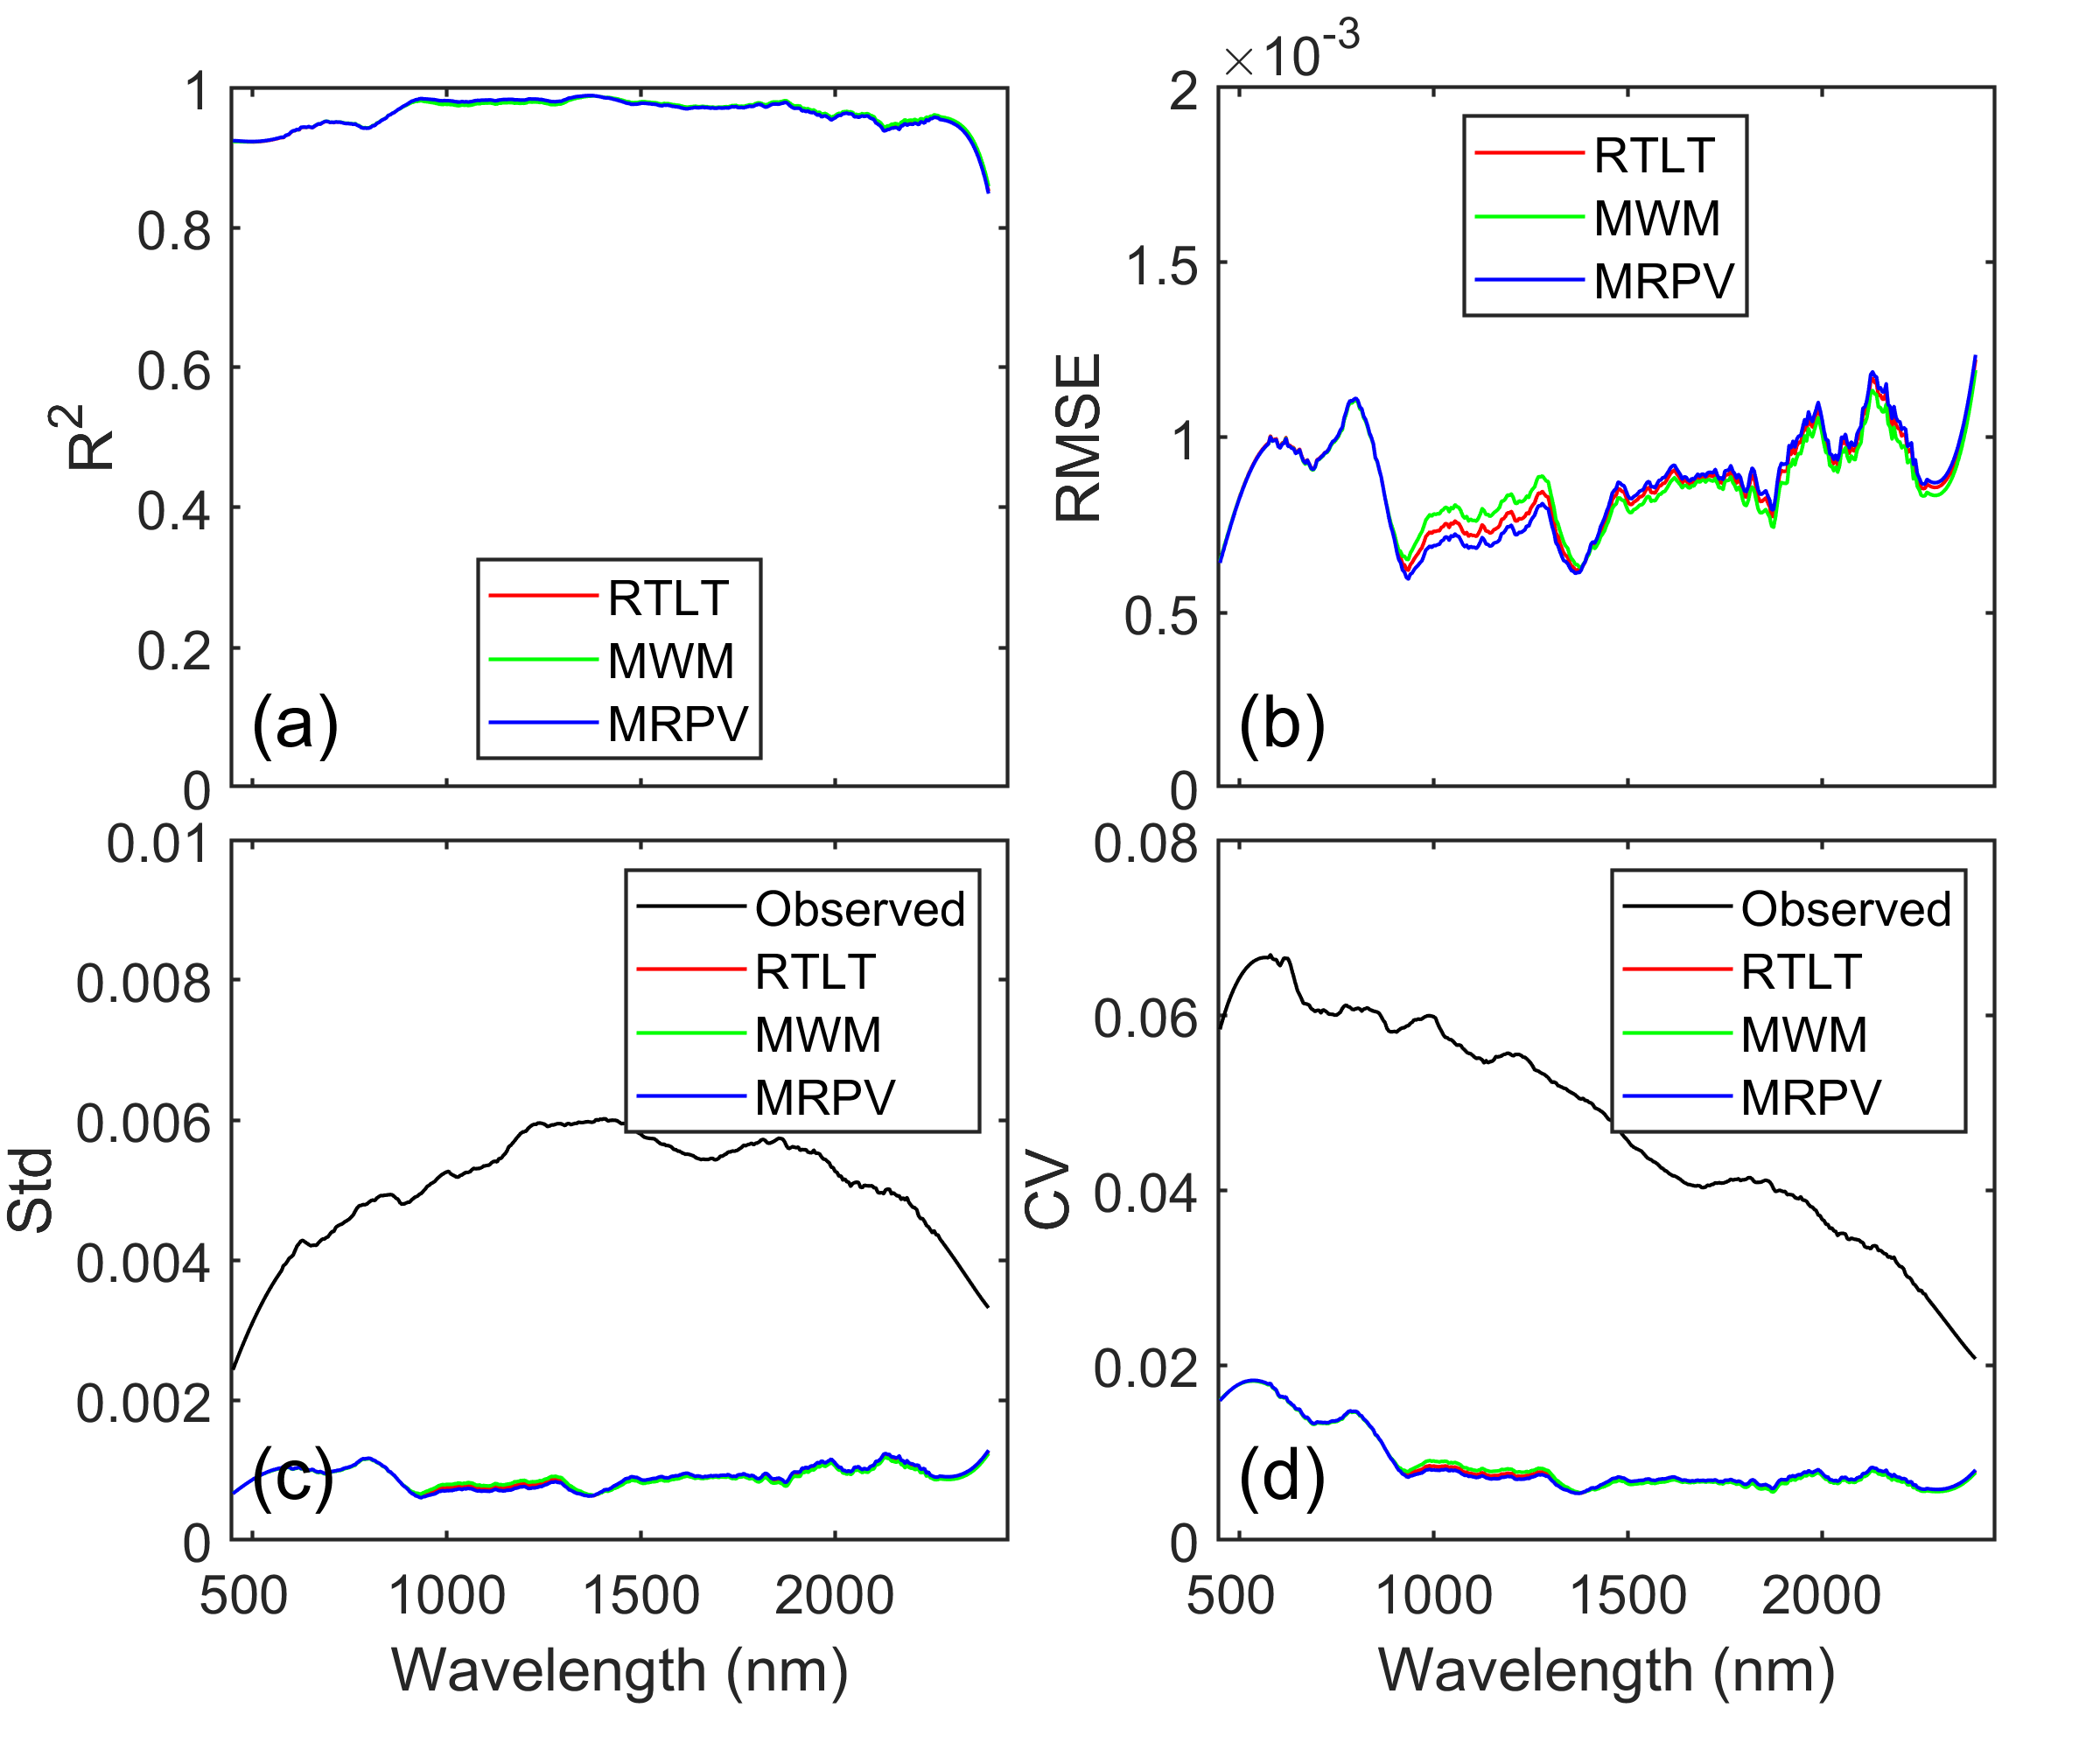 1
0.8
0.6
0.4
0.2
0
R2
RTLT
MWM
MRPV
(a)
×10-3
2
1.5
1
0.5
0
RMSE
RTLT
MWM
MRPV
(b)
0.01
0.008
0.006
0.004
0.002
0
Std
Observed
RTLT
MWM
MRPV
(c)
500 1000 1500 2000
Wavelength (nm)
0.08
0.06
0.04
0.02
0
CV
Observed
RTLT
MWM
MRPV
(d)
500 1000 1500 2000
Wavelength (nm)